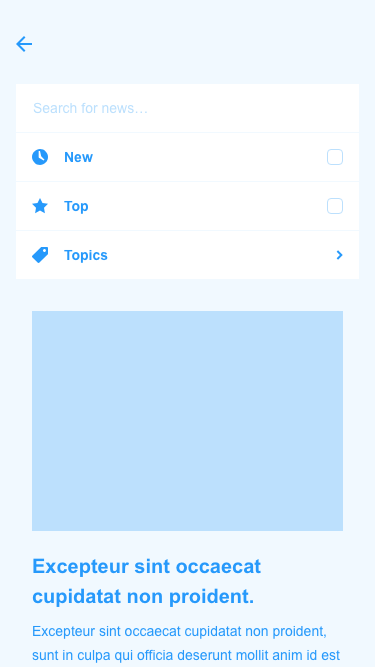 Search for news…
New
Top
Topics
Excepteur sint occaecat
cupidatat non proident.
Excepteur sint occaecat cupidatat non proident,
sunt in culpa qui officia deserunt mollit anim id est